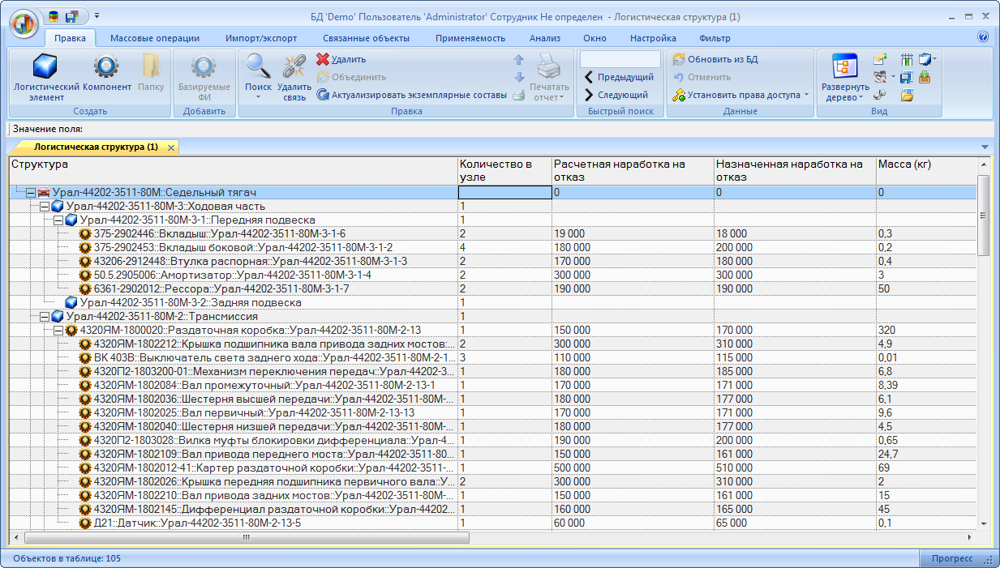 БД 'Demo' Пользователь 'Administrator' Сотрудник Не определен - Логистическая структура (1)
Правка Массовые операции Импорт/экспорт Связанные объекты Применяемость Анализ Окно Настройка Фильтр
Логистический элемент
Компонент
Папку
Создать
Базируемые ФИ
Добавить
Поиск
Удалить связь
Удалить
Объединить
Актуализировать экземплярные составы
Печатать отчет
Правка
Предыдущий
Следующий
Быстрый поиск
Обновить из БД
Отменить
Установить права доступа
Данные
Развернуть дерево
Вид
Значение поля:
Логистическая структура (1)
Структура Количество в узле Расчетная наработка на отказ Назначенная наработка на отказ Масса (кг)
Урал-44202-3511-80М::Седельный тягач 0 0 0
Урал-44202-3511-80М-3::Ходовая часть 1
Урал-44202-3511-80М-3-1::Передняя подвеска 1
375-2902446::Вкладыш::Урал-44202-3511-80М-3-1-6 2 19 000 18 000 0,3
375-2902453::Вкладыш боковой::Урал-44202-3511-80М-3-1-2 4 180 000 200 000 0,2
43206-2912448::Втулка распорная::Урал-44202-3511-80М-3-1-3 2 170 000 180 000 0,4
50.5.2905006::Амортизатор::Урал-44202-3511-80М-3-1-4 2 300 000 300 000 3
6361-2902012::Рессора::Урал-44202-3511-80М-3-1-7 2 190 000 190 000 50
Урал-44202-3511-80М-3-2::Задняя подвеска 1
Урал-44202-3511-80М-2::Трансмиссия 1
4320ЯМ-1800020::Раздаточная коробка::Урал-44202-3511-80М-2-13 1 150 000 170 000 320
4320ЯМ-1802212::Крышка подшипника вала привода задних мостов:... 2 300 000 310 000 4,9
ВК 403В::Выключатель света заднего хода::Урал-44202-3511-80М-2-1... 3 110 000 115 000 0,01
4320П2-1803200-01::Механизм переключения передач::Урал-44202-3... 1 180 000 185 000 6,8
4320ЯМ-1802084::Вал промежуточный::Урал-44202-3511-80М-2-13-1 1 170 000 171 000 8,39
4320ЯМ-1802036::Шестерня высшей передачи::Урал-44202-3511-80М-... 1 180 000 177 000 6,1
4320ЯМ-1802025::Вал первичный::Урал-44202-3511-80М-2-13-13 1 170 000 171 000 9,6
4320ЯМ-1802040::Шестерня низшей передачи::Урал-44202-3511-80М-... 1 180 000 177 000 4,5
4320П2-1803028::Вилка муфты блокировки дифференциала::Урал-4... 1 190 000 200 000 0,65
4320ЯМ-1802109::Вал привода переднего моста::Урал-44202-3511-80... 1 150 000 161 000 24,7
4320ЯМ-1802012-41::Картер раздаточной коробки::Урал-44202-3511-... 1 500 000 510 000 69
4320ЯМ-1802026::Крышка передняя подшипника первичного вала::У... 2 300 000 310 000 2
4320ЯМ-1802210::Вал привода задних мостов::Урал-44202-3511-80М-... 1 150 000 161 000 15
4320ЯМ-1802145::Дифференциал раздаточной коробки::Урал-44202... 1 160 000 165 000 45
Д21::Датчик::Урал-44202-3511-80М-2-13-5 1 60 000 65 000 0,1
Объектов в таблице: 105 Прогресс